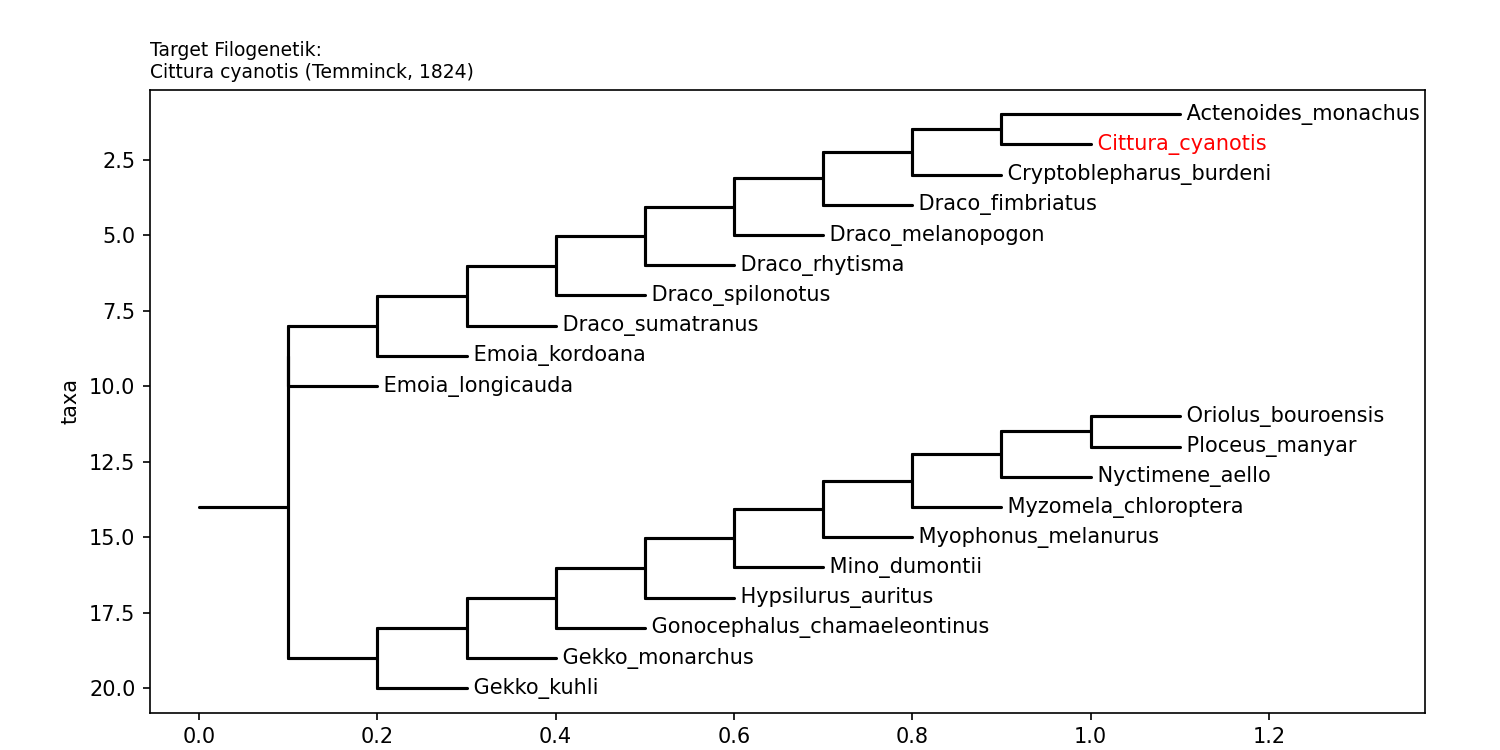 Target Filogenetik:
Cittura cyanotis (Temminck, 1824)
Actenoides_monachus
Cittura_cyanotis
2.5
Cryptoblepharus_burdeni
Draco_fimbriatus
5.0
Draco_melanopogon
Draco_rhytisma
Draco_spilonotus
7.5
Draco_sumatranus
Emoia_kordoana
10.0
Emoia_longicauda
taxa
Oriolus_bouroensis
Ploceus_manyar
12.5
Nyctimene_aello
Myzomela_chloroptera
15.0
Myophonus_melanurus
Mino_dumontii
Hypsilurus_auritus
17.5
Gonocephalus_chamaeleontinus
Gekko_monarchus
20.0
Gekko_kuhli
0.0 0.2 0.4 0.6 0.8 1.0 1.2